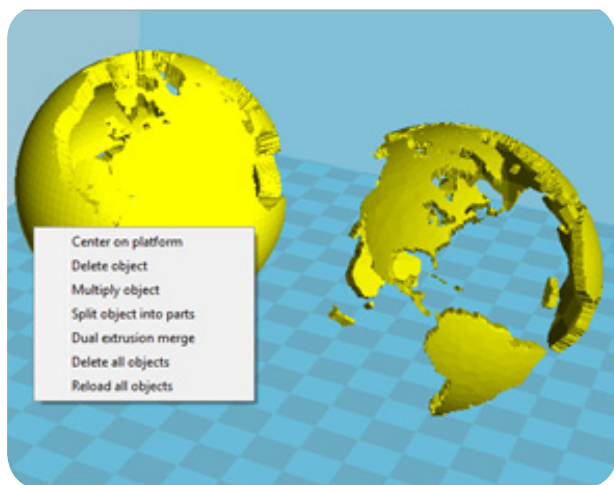 Center on platform
Delete object
Multiply object
Split object into parts
Dual extrusion merge
Delete all objects
Reload all objects